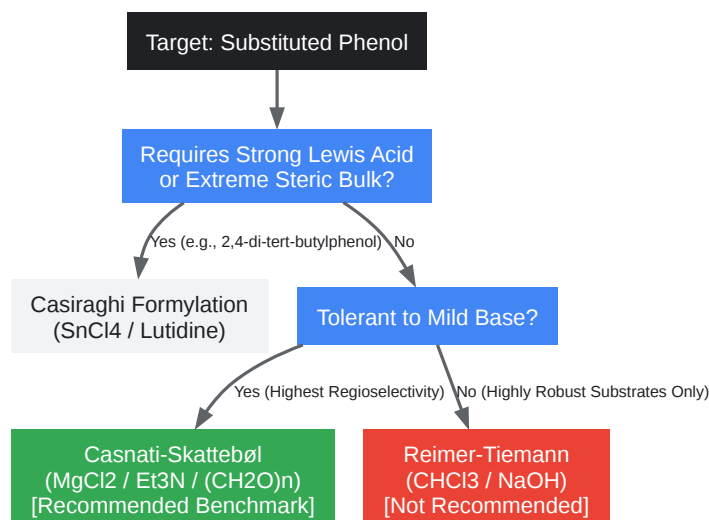 Target: Substituted Phenol
Requires Strong Lewis Acid
or Extreme Steric Bulk?
Yes (e.g., 2,4-di-tert-butylphenol)
No
Casiraghi Formylation
(SnCl4 / Lutidine)
Tolerant to Mild Base?
Yes (Highest Regioselectivity)
No (Highly Robust Substrates Only)
Casnati-Skattebøl
(MgCl2 / Et3N / (CH2O)n)
[Recommended Benchmark]
Reimer-Tiemann
(CHCl3 / NaOH)
[Not Recommended]